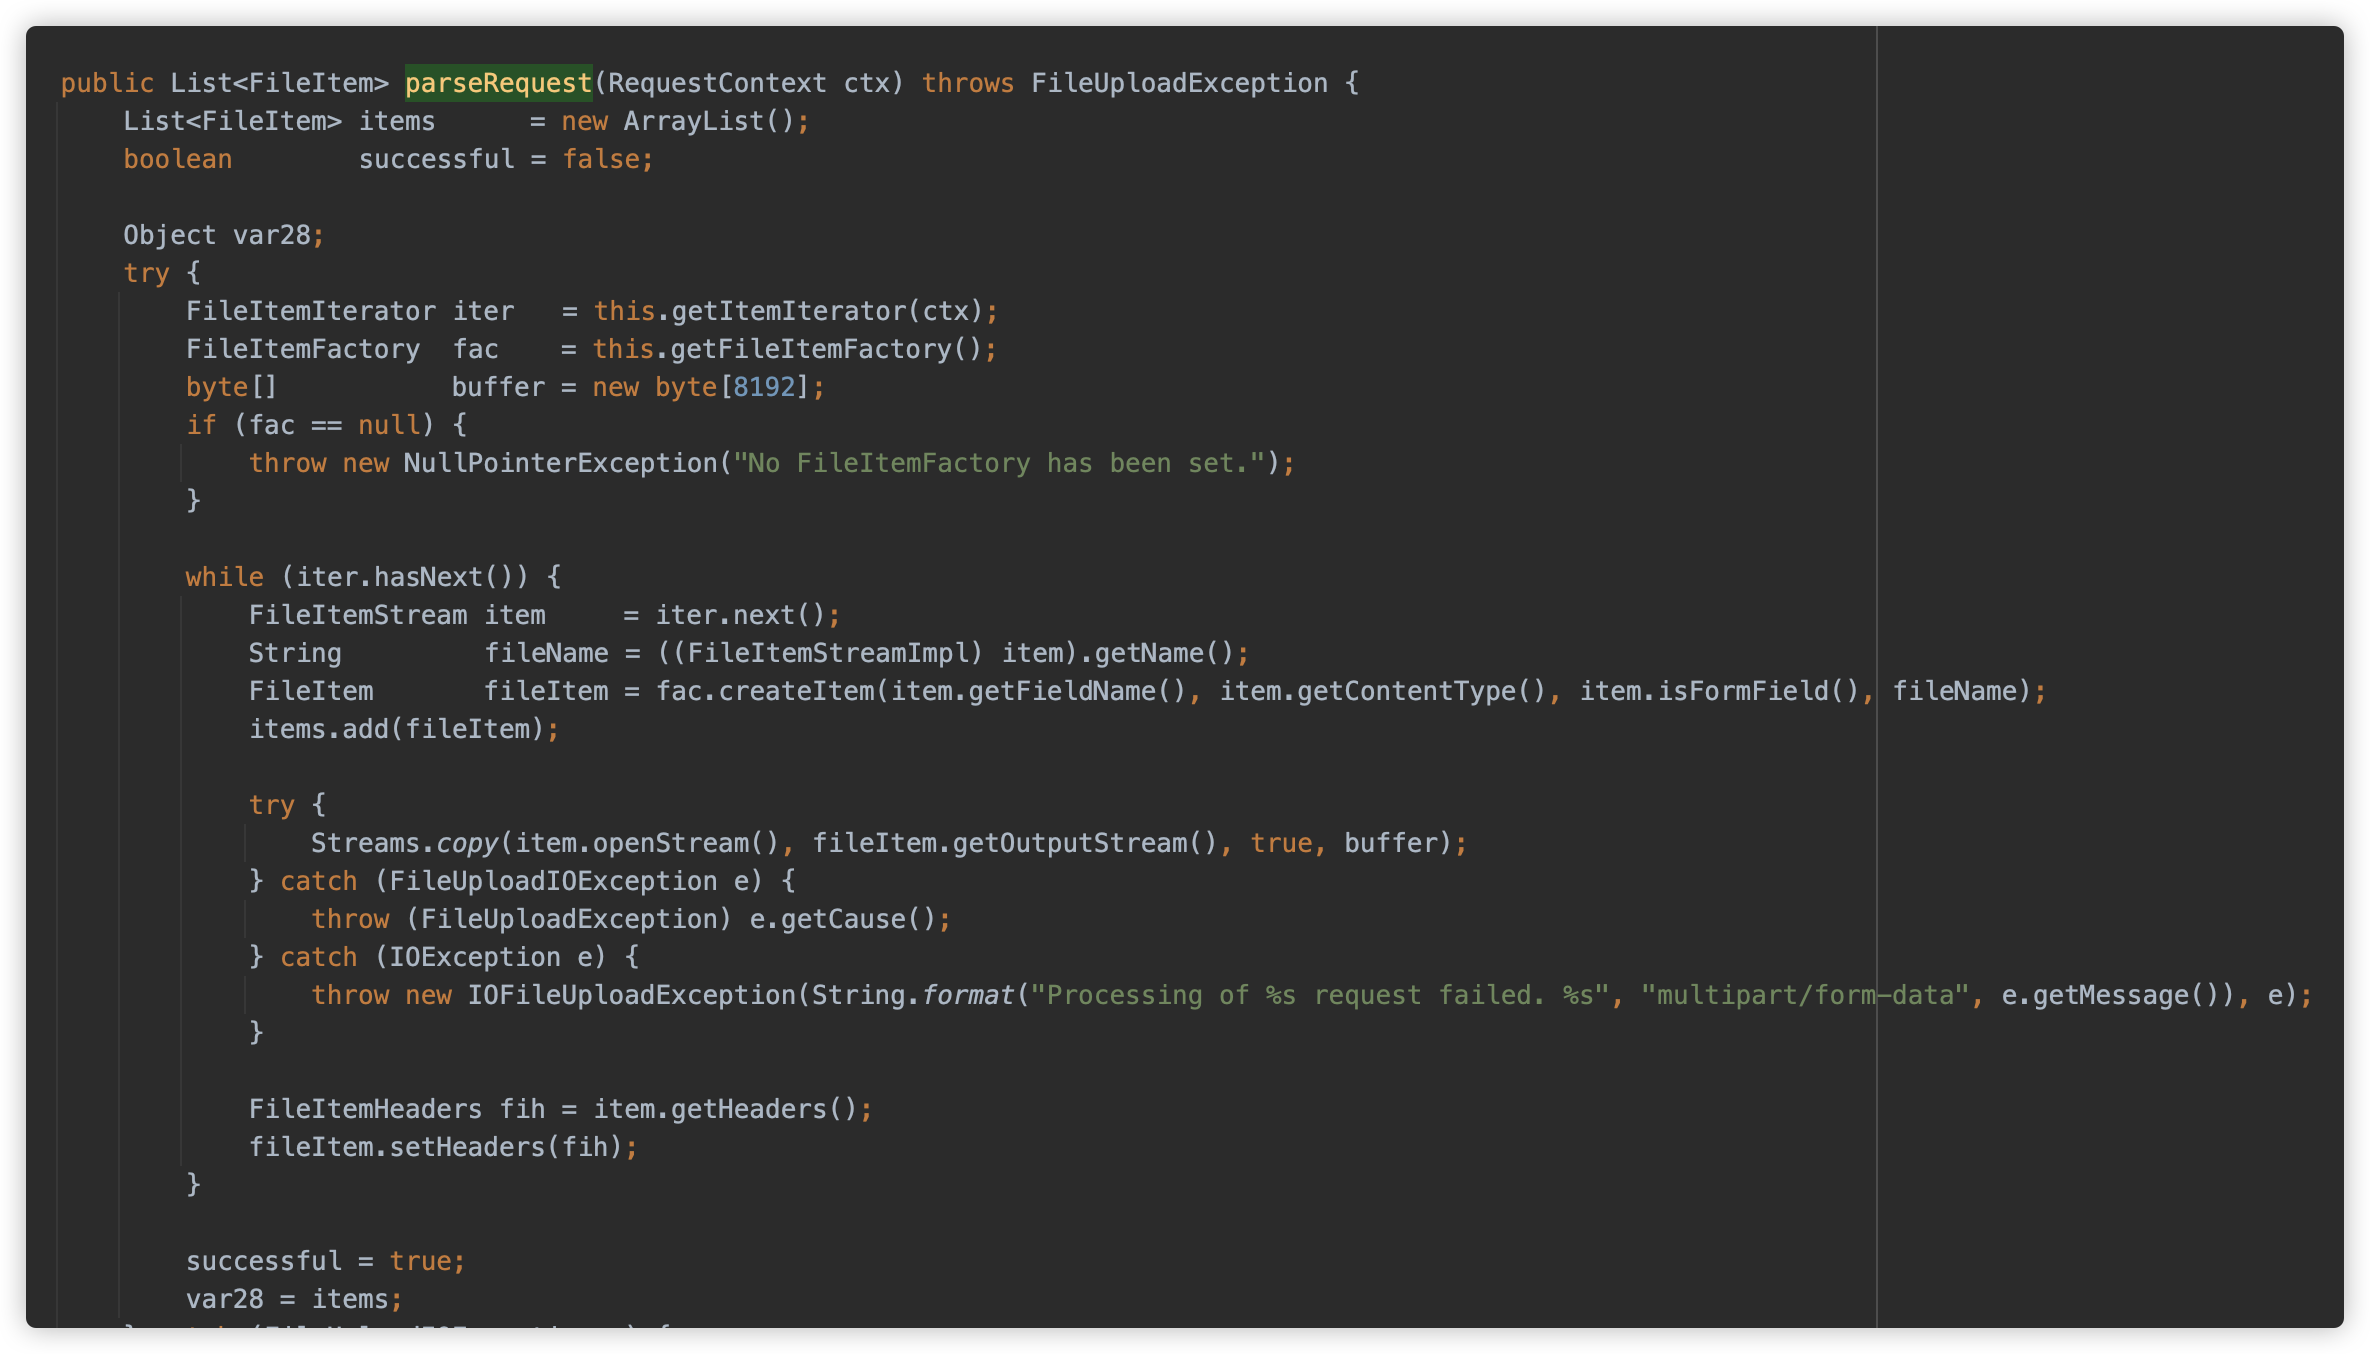 public List<FileItem> parseRequest(RequestContext ctx) throws FileUploadException {
    List<FileItem> items      = new ArrayList();
    boolean        successful = false;

    Object var28;
    try {
        FileItemIterator iter   = this.getItemIterator(ctx);
        FileItemFactory  fac    = this.getFileItemFactory();
        byte[]           buffer = new byte[8192];
        if (fac == null) {
            throw new NullPointerException("No FileItemFactory has been set.");
        }

        while (iter.hasNext()) {
            FileItemStream item     = iter.next();
            String         fileName = ((FileItemStreamImpl) item).getName();
            FileItem       fileItem = fac.createItem(item.getFieldName(), item.getContentType(), item.isFormField(), fileName);
            items.add(fileItem);

            try {
                Streams.copy(item.openStream(), fileItem.getOutputStream(), true, buffer);
            } catch (FileUploadIOException e) {
                throw (FileUploadException) e.getCause();
            } catch (IOException e) {
                throw new IOFileUploadException(String.format("Processing of %s request failed. %s", "multipart/form-data", e.getMessage()), e);
            }

            FileItemHeaders fih = item.getHeaders();
            fileItem.setHeaders(fih);
        }

        successful = true;
        var28 = items;